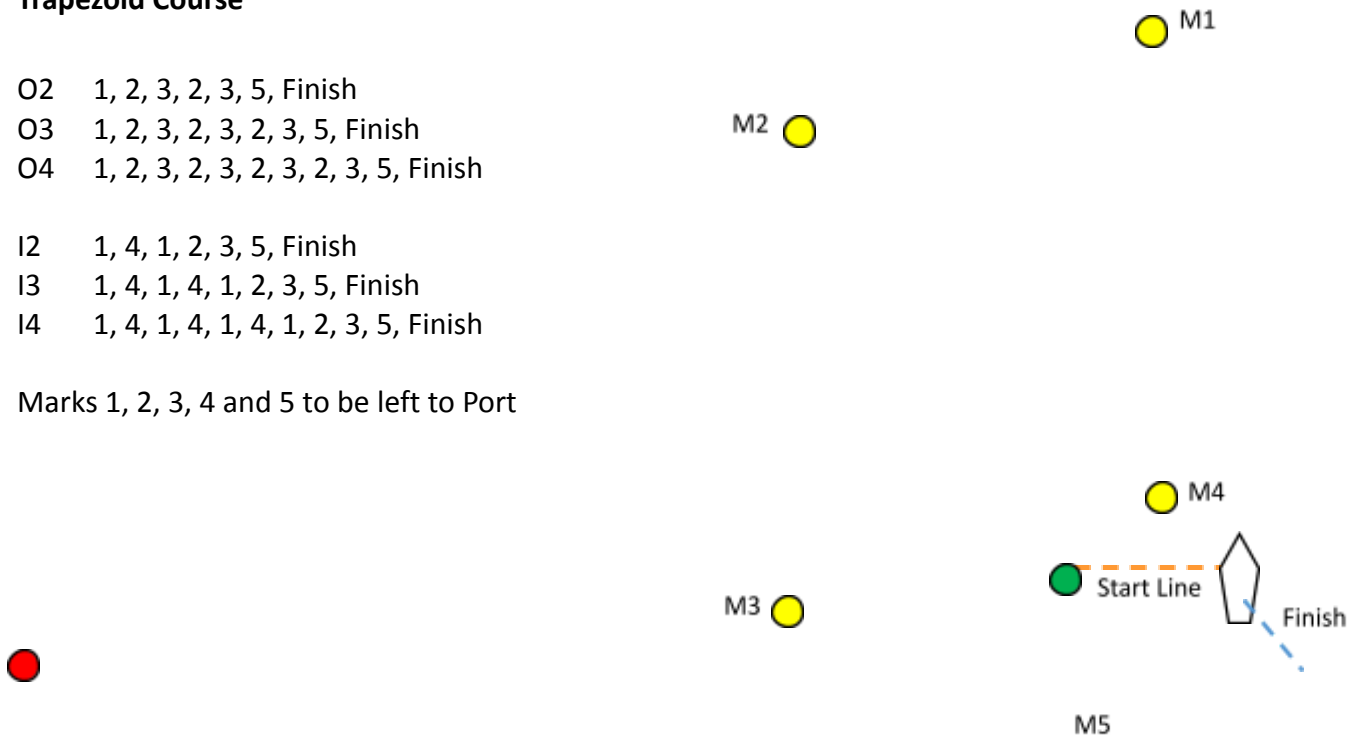 Trapezoid Course
O2 1, 2, 3, 2, 3, 5, Finish
O3 1, 2, 3, 2, 3, 2, 3, 5, Finish
O4 1, 2, 3, 2, 3, 2, 3, 2, 3, 5, Finish
I2 1, 4, 1, 2, 3, 5, Finish
I3 1, 4, 1, 4, 1, 2, 3, 5, Finish
I4 1, 4, 1, 4, 1, 4, 1, 2, 3, 5, Finish
Marks 1, 2, 3, 4 and 5 to be left to Port
M1
M2
M4
Start Line
M3
Finish
M5